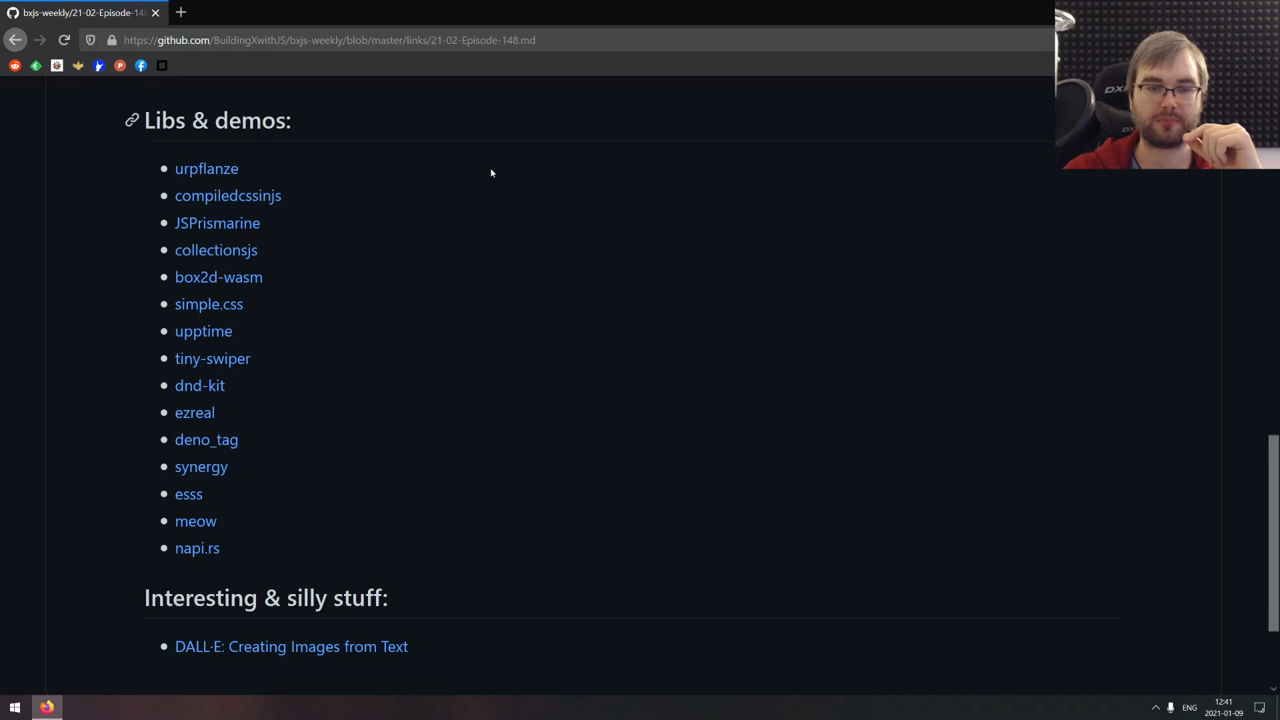 bxjs-weekly/21-02-Episode-148
https://github.com/BuildingXwithJS/bxjs-weekly/blob/master/links/21-02-Episode-148.md
Libs & demos:
urpflanze
compiledcssinjs
JSPrismarine
collectionsjs
box2d-wasm
simple.css
upptime
tiny-swiper
dnd-kit
ezreal
deno_tag
synergy
esss
meow
napi.rs
Interesting & silly stuff:
DALL·E: Creating Images from Text
ENG
12:41
2021-01-09